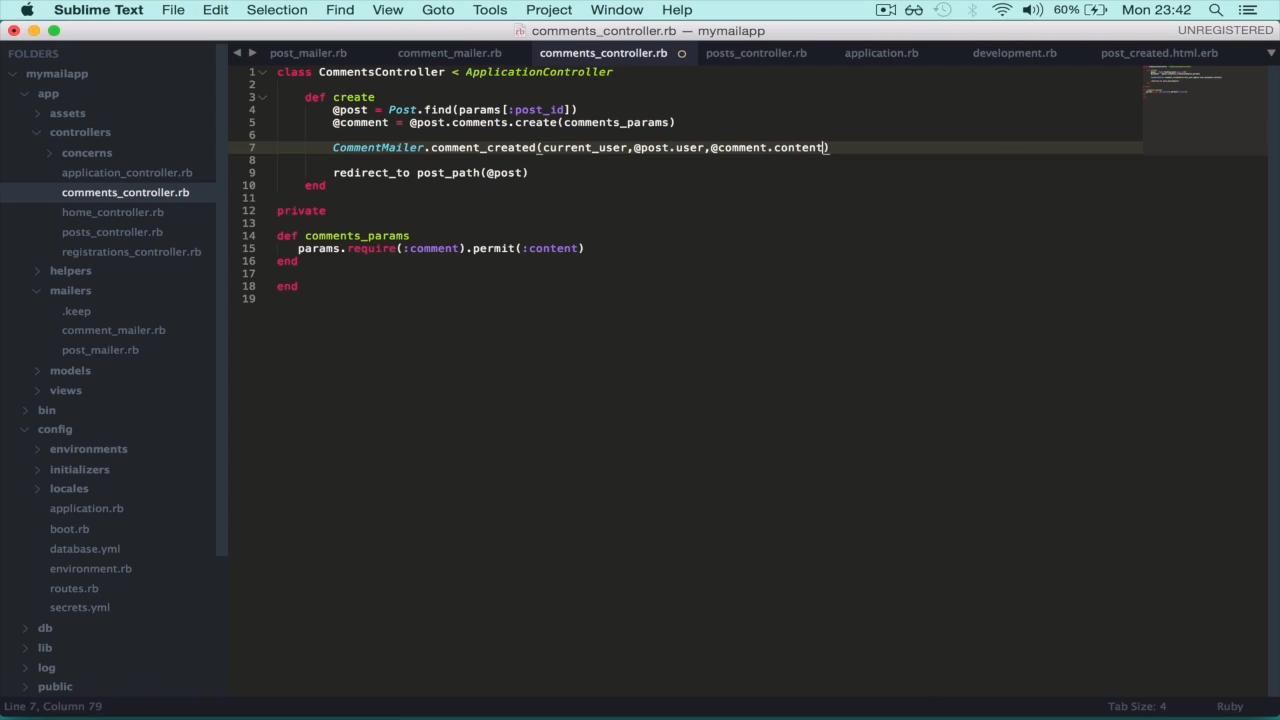 Sublime Text File Edit Selection Find View Goto Tools Project Window Help 60% Mon 23:42
comments_controller.rb — mymailapp UNREGISTERED
FOLDERS
mymailapp
app
assets
controllers
concerns
application_controller.rb
comments_controller.rb
home_controller.rb
posts_controller.rb
registrations_controller.rb
helpers
mailers
.keep
comment_mailer.rb
post_mailer.rb
models
views
bin
config
environments
initializers
locales
application.rb
boot.rb
database.yml
environment.rb
routes.rb
secrets.yml
db
lib
log
public
post_mailer.rb comment_mailer.rb comments_controller.rb posts_controller.rb application.rb development.rb post_created.html.erb
1 class CommentsController < ApplicationController
2
3 def create
4 @post = Post.find(params[:post_id])
5 @comment = @post.comments.create(comments_params)
6
7 CommentMailer.comment_created(current_user,@post.user,@comment.content)
8
9 redirect_to post_path(@post)
10 end
11
12 private
13
14 def comments_params
15 params.require(:comment).permit(:content)
16 end
17
18 end
19
Line 7, Column 79 Tab Size: 4 Ruby